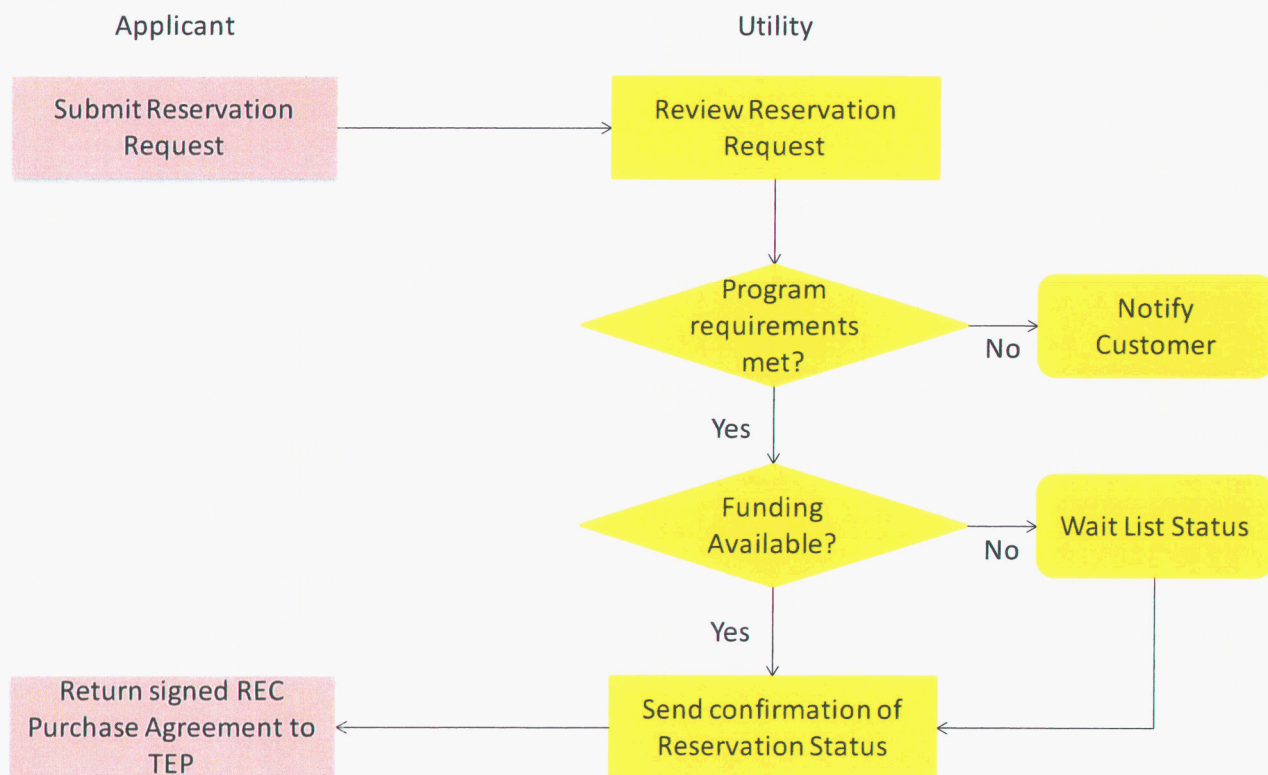 Applicant
Utility
Submit Reservation
Request
Review Reservation
Request
Program
requirements
met?
No
Notify
Customer
Yes
Funding
Available?
No
Wait List Status
Yes
Return signed REC
Purchase Agreement to
TEP
Send confirmation of
Reservation Status